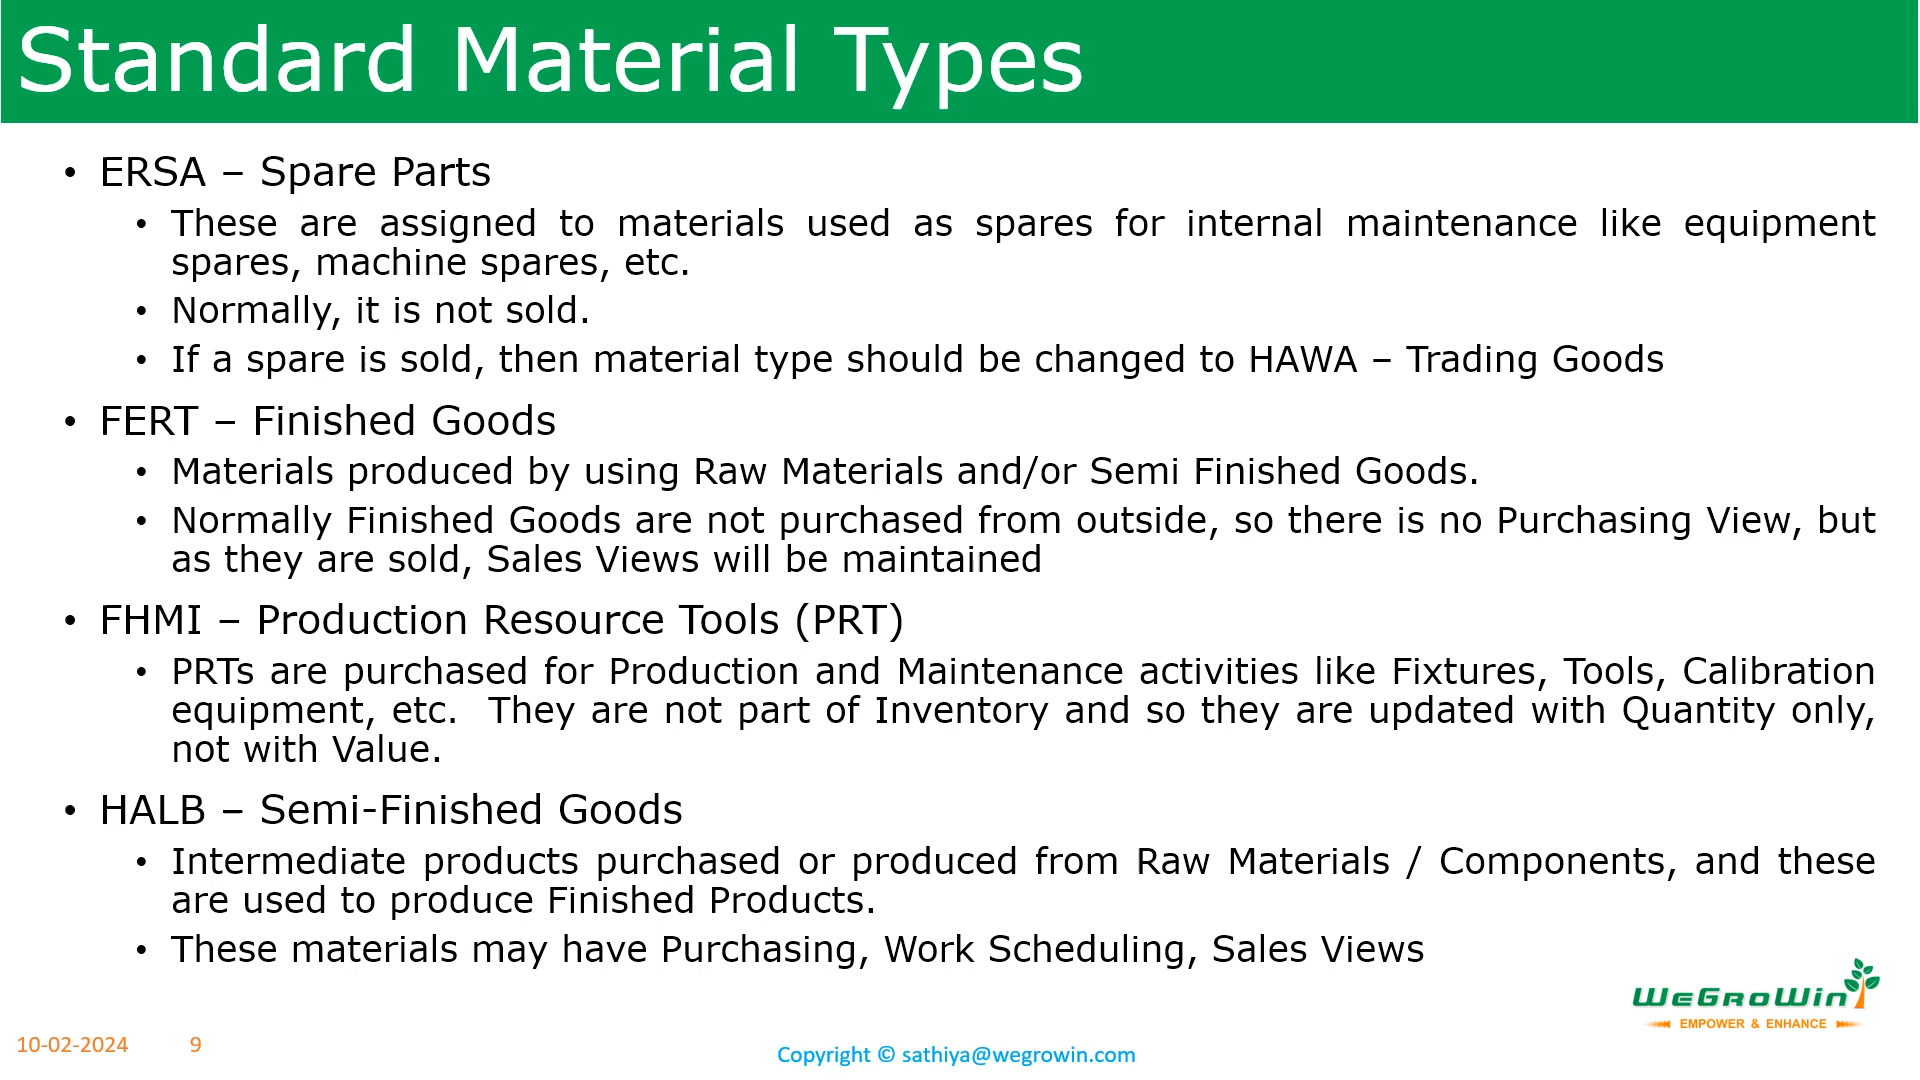 Standard Material Types
• ERSA – Spare Parts
• These are assigned to materials used as spares for internal maintenance like equipment
spares, machine spares, etc.
• Normally, it is not sold.
• If a spare is sold, then material type should be changed to HAWA – Trading Goods
• FERT – Finished Goods
• Materials produced by using Raw Materials and/or Semi Finished Goods.
• Normally Finished Goods are not purchased from outside, so there is no Purchasing View, but
as they are sold, Sales Views will be maintained
• FHMI – Production Resource Tools (PRT)
• PRTs are purchased for Production and Maintenance activities like Fixtures, Tools, Calibration
equipment, etc.  They are not part of Inventory and so they are updated with Quantity only,
not with Value.
• HALB – Semi-Finished Goods
• Intermediate products purchased or produced from Raw Materials / Components, and these
are used to produce Finished Products.
• These materials may have Purchasing, Work Scheduling, Sales Views
WeGroWin
EMPOWER & ENHANCE
10-02-2024 9
Copyright © sathiya@wegrowin.com